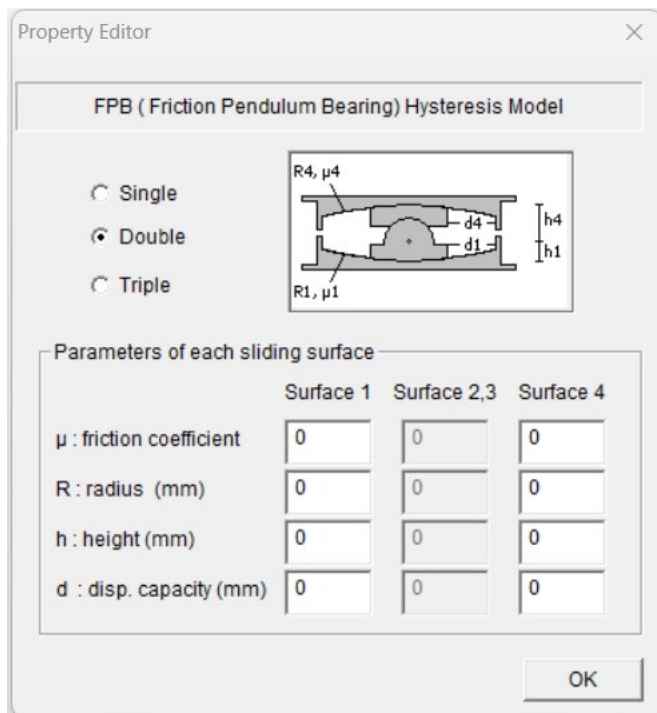 Property Editor
FPB ( Friction Pendulum Bearing) Hysteresis Model
Single
Double
Triple
R4, µ4
d4
h4
d1
h1
R1, µ1
Parameters of each sliding surface
Surface 1 Surface 2,3 Surface 4
µ : friction coefficient 0 0 0
R : radius (mm) 0 0 0
h : height (mm) 0 0 0
d : disp. capacity (mm) 0 0 0
OK